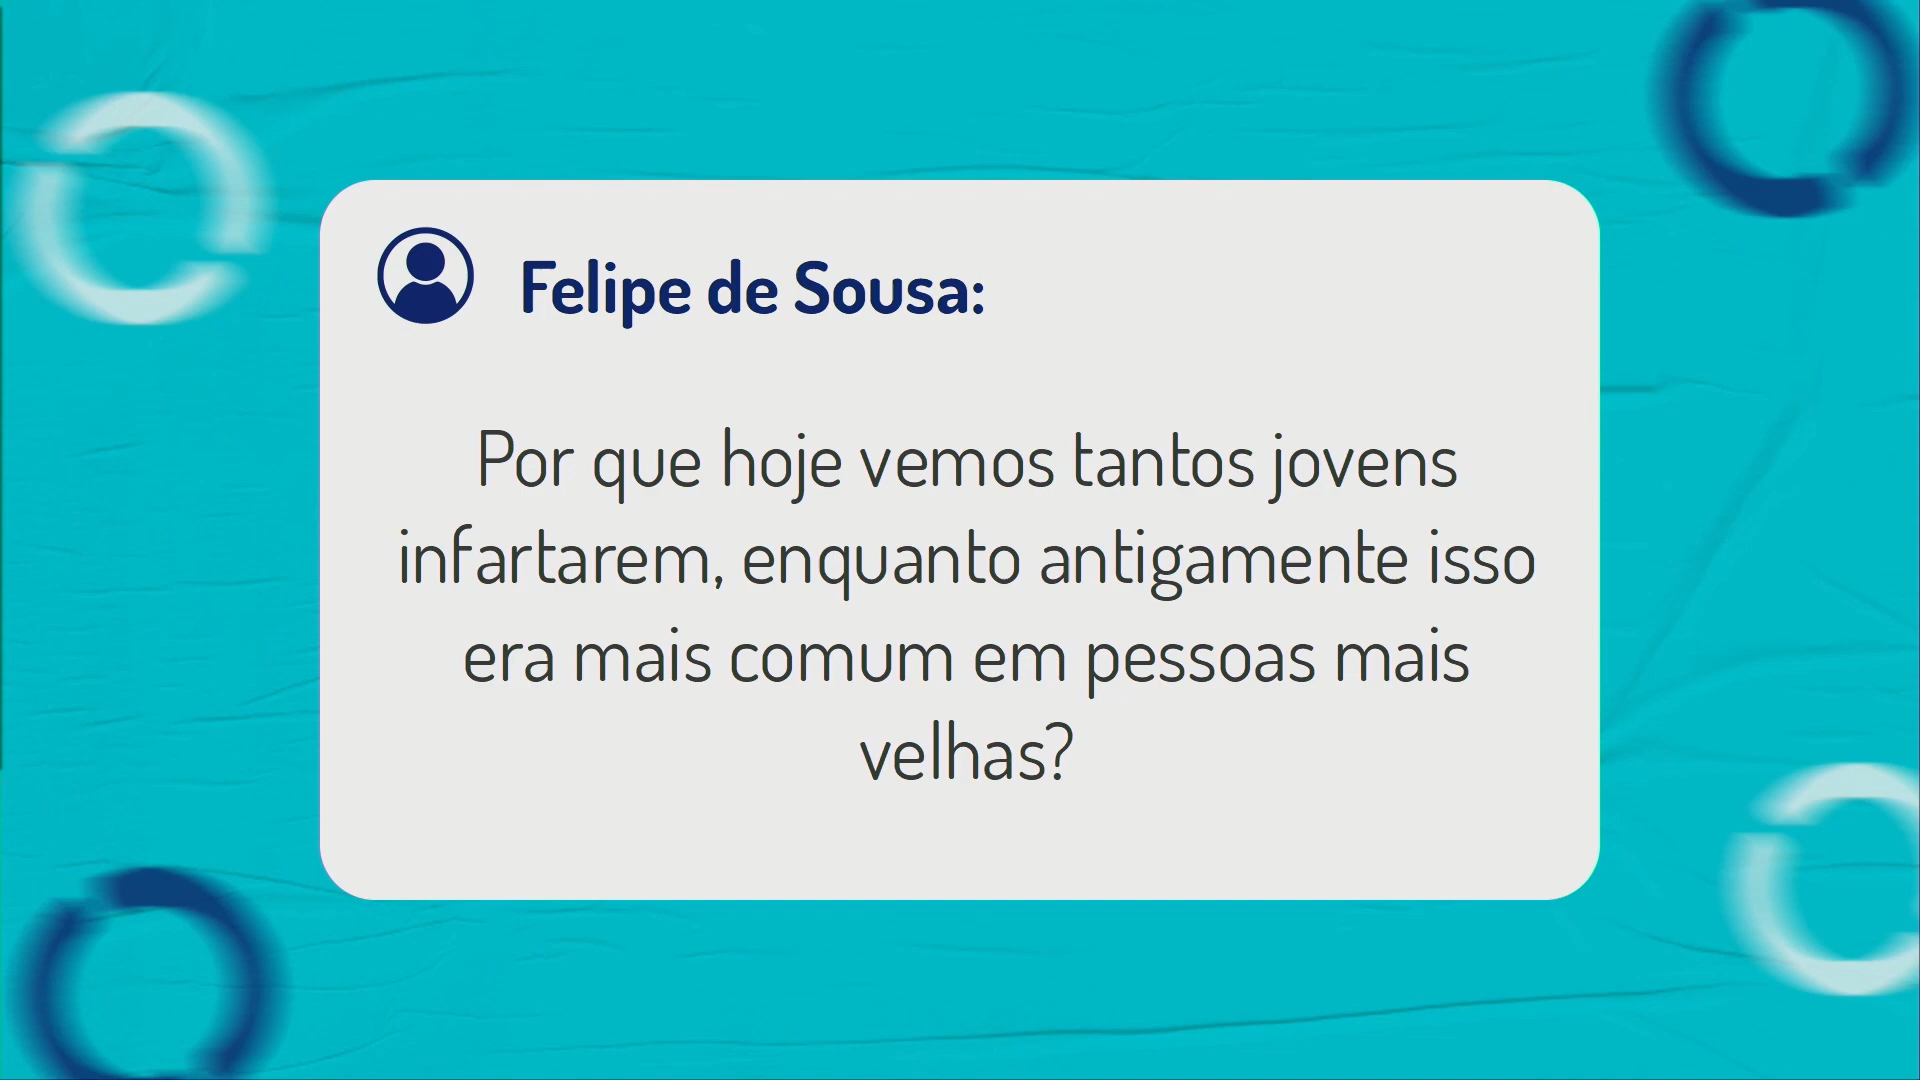 Felipe de Sousa:
Por que hoje vemos tantos jovens
infartarem, enquanto antigamente isso
era mais comum em pessoas mais
velhas?